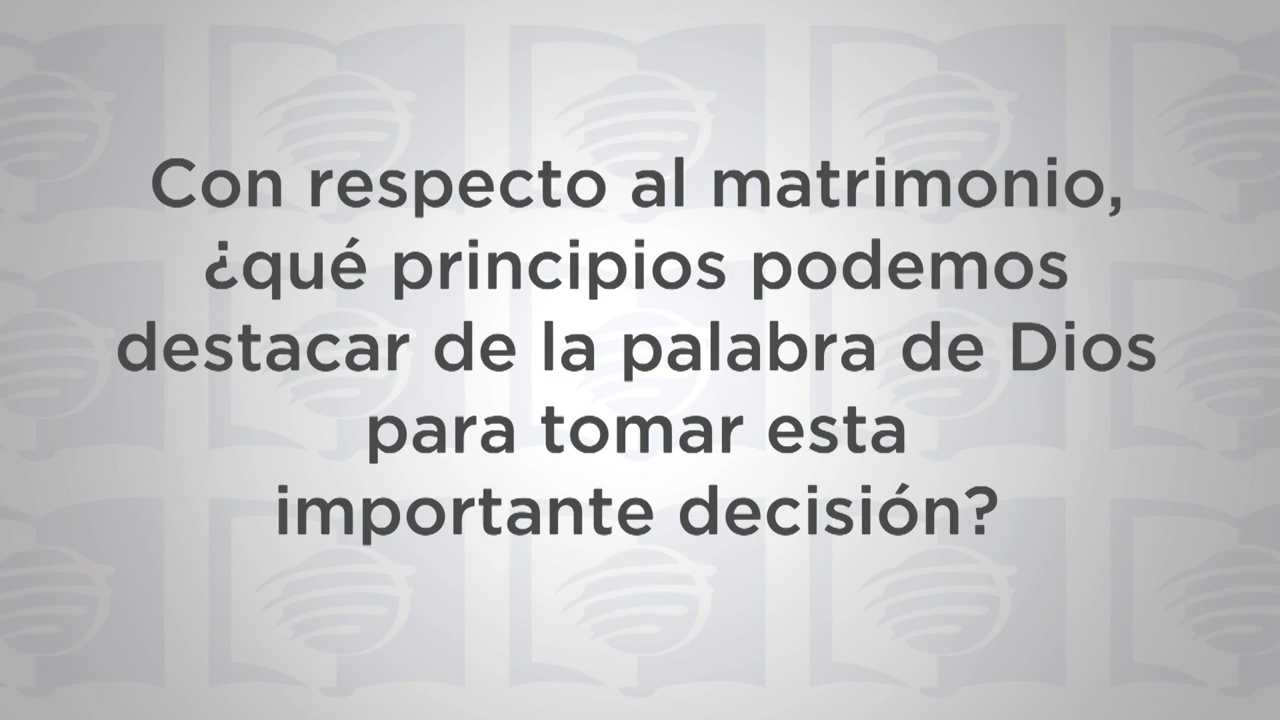 Con respecto al matrimonio,
¿qué principios podemos
destacar de la palabra de Dios
para tomar esta
importante decisión?